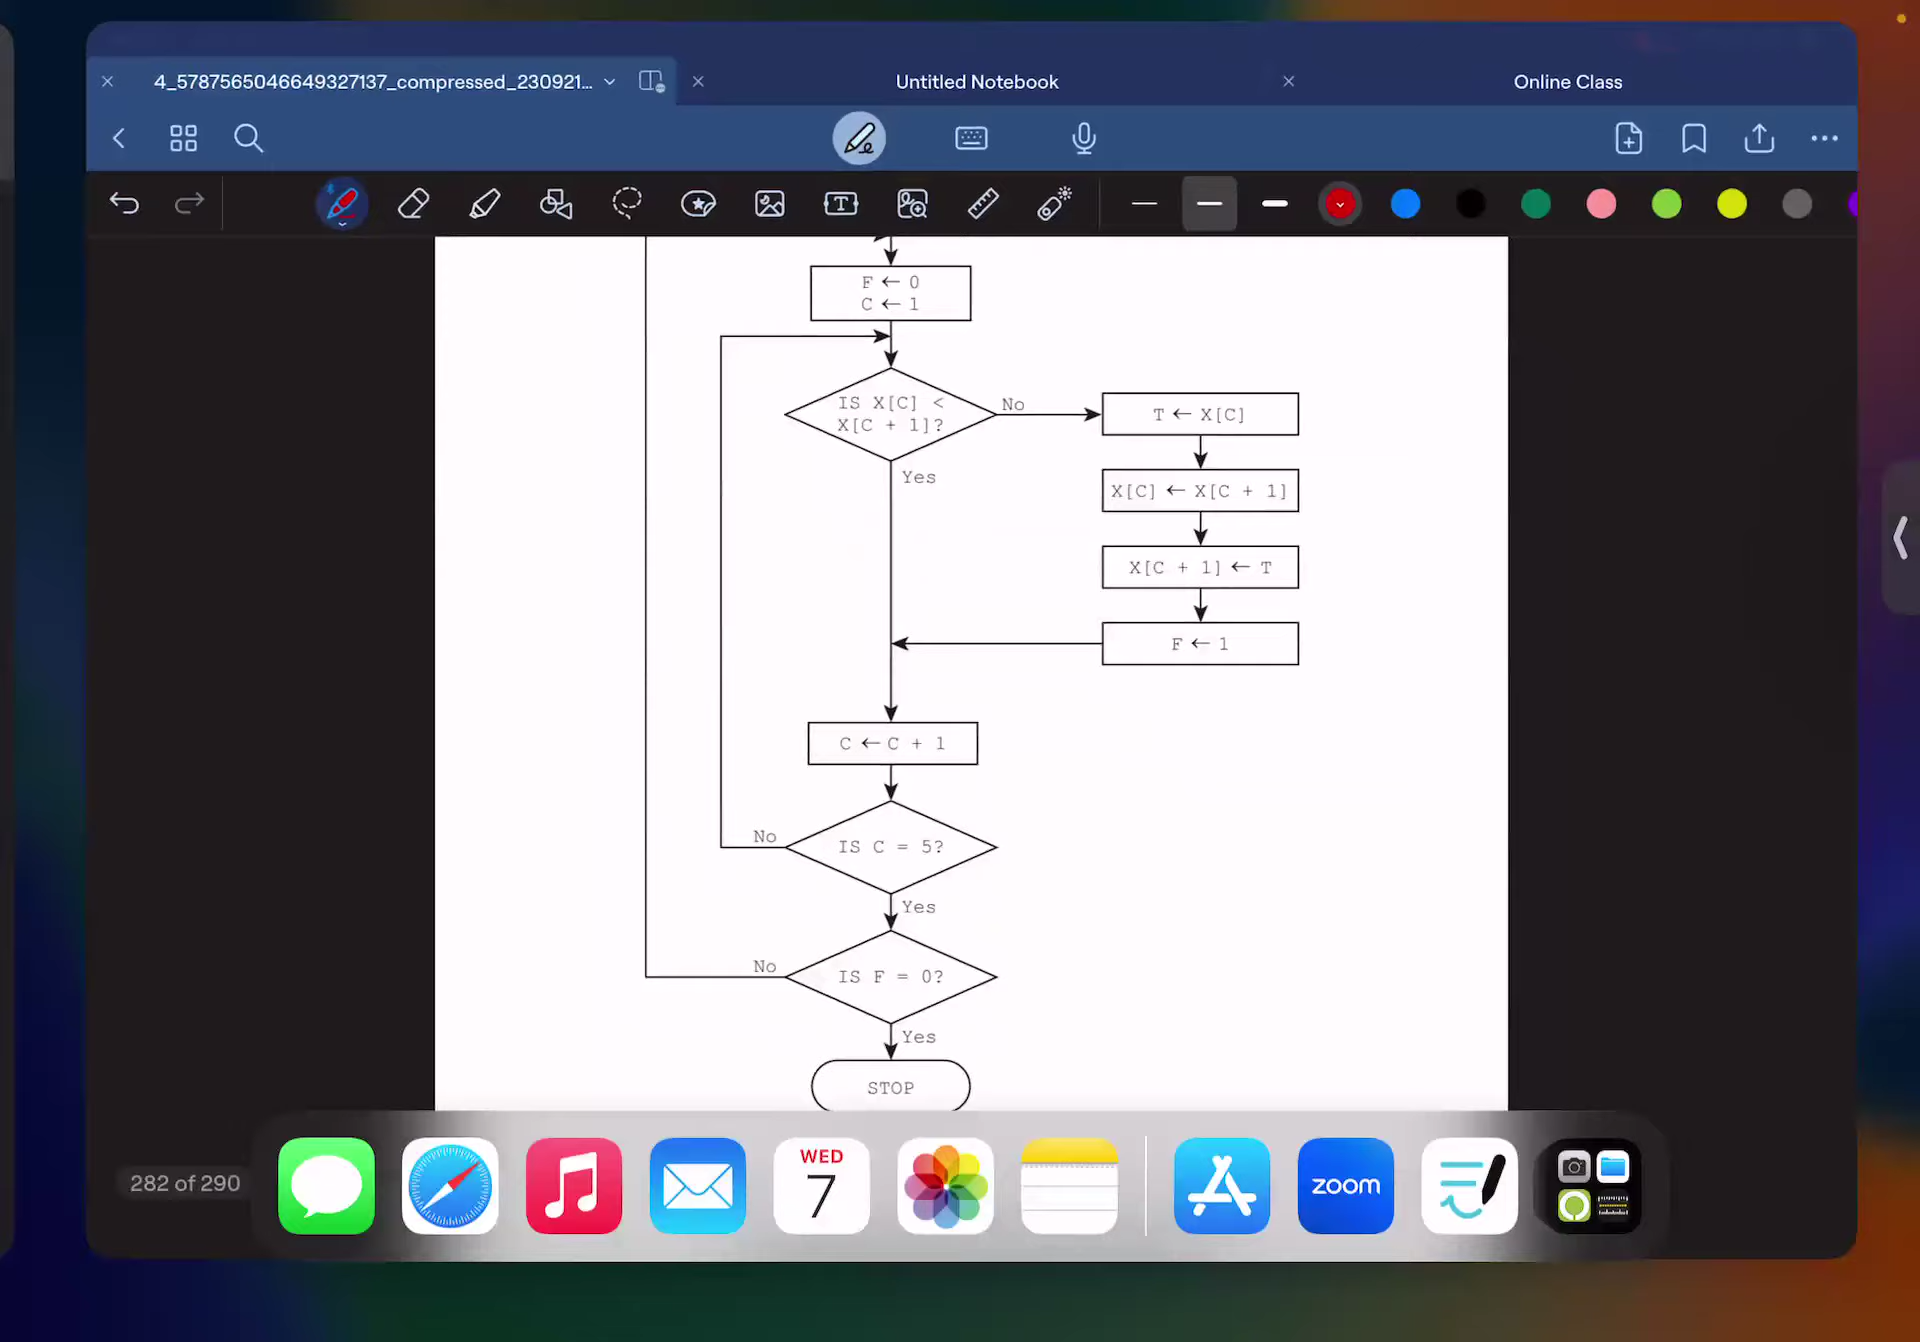 4_5787565046649327137_compressed_230921...
Untitled Notebook
Online Class
T
F ← 0
C ← 1
IS X[C] <
X[C + 1]?
No
T ← X[C]
Yes
X[C] ← X[C + 1]
X[C + 1] ← T
F ← 1
C ← C + 1
No
IS C = 5?
Yes
No
IS F = 0?
Yes
STOP
282 of 290
WED
7
zoom